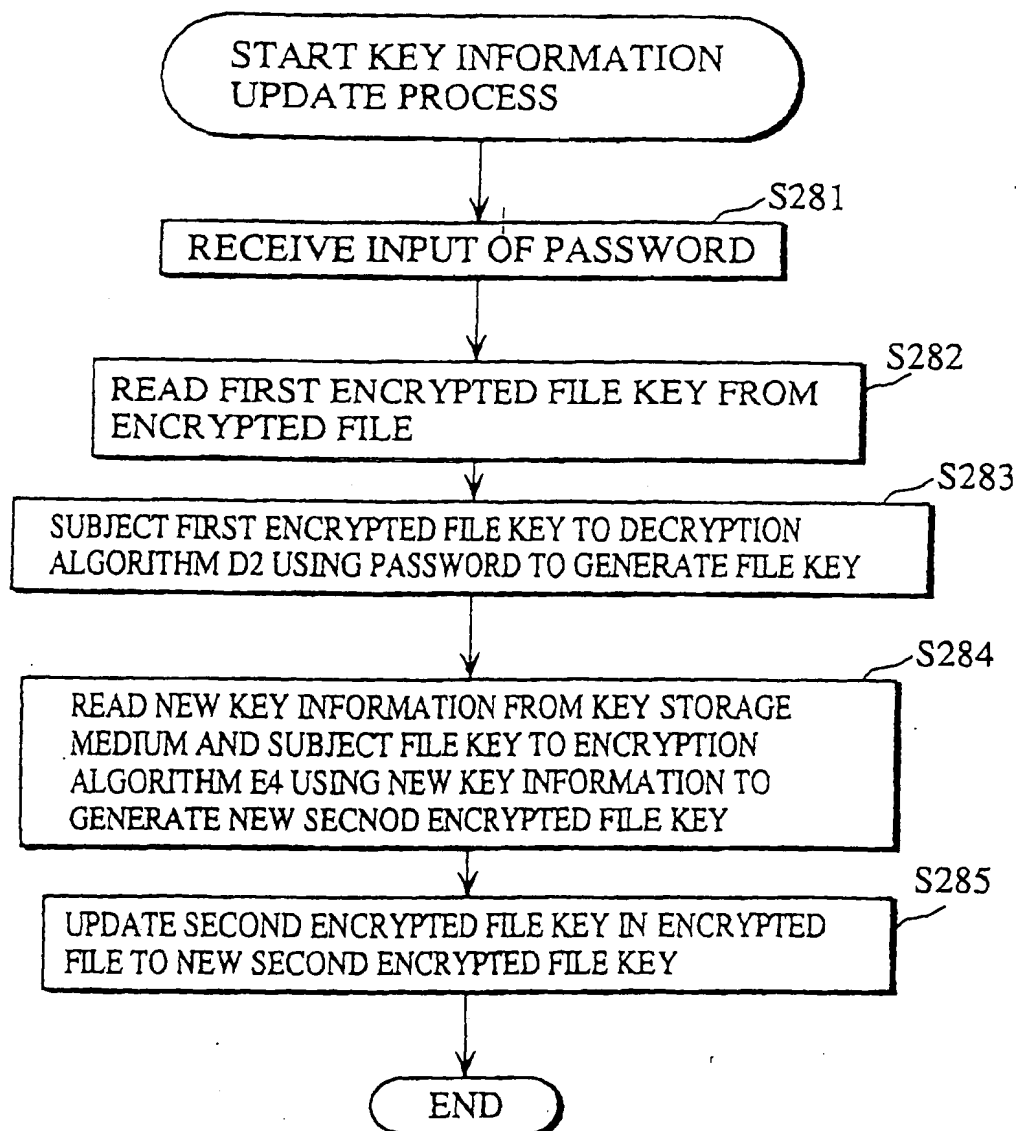 START KEY INFORMATION
UPDATE PROCESS
S281
RECEIVE INPUT OF PASSWORD
S282
READ FIRST ENCRYPTED FILE KEY FROM
ENCRYPTED FILE
S283
SUBJECT FIRST ENCRYPTED FILE KEY TO DECRYPTION
ALGORITHM D2 USING PASSWORD TO GENERATE FILE KEY
S284
READ NEW KEY INFORMATION FROM KEY STORAGE
MEDIUM AND SUBJECT FILE KEY TO ENCRYPTION
ALGORITHM E4 USING NEW KEY INFORMATION TO
GENERATE NEW SECNOD ENCRYPTED FILE KEY
S285
UPDATE SECOND ENCRYPTED FILE KEY IN ENCRYPTED
FILE TO NEW SECOND ENCRYPTED FILE KEY
END